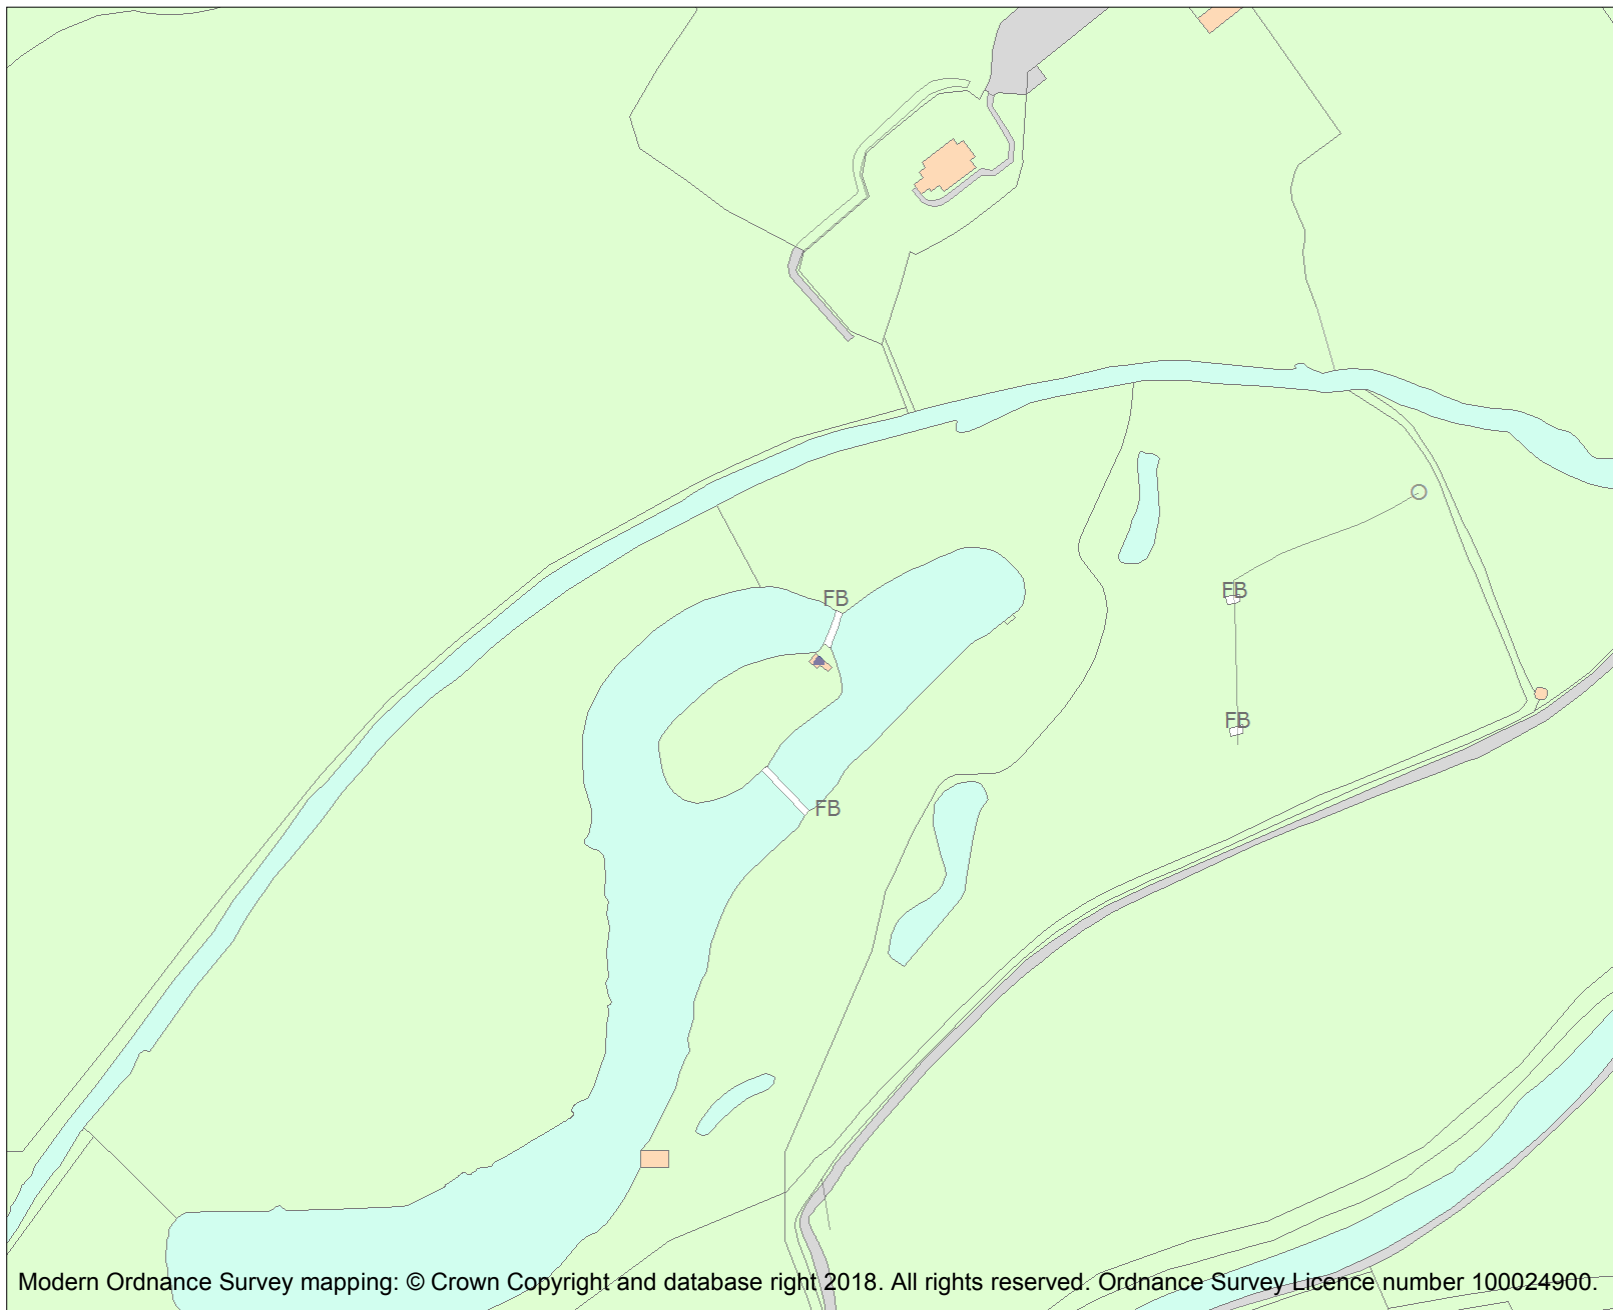 FB
FB
FB
FB
Modern Ordnance Survey mapping: © Crown Copyright and database right 2018. All rights reserved. Ordnance Survey Licence number 100024900.